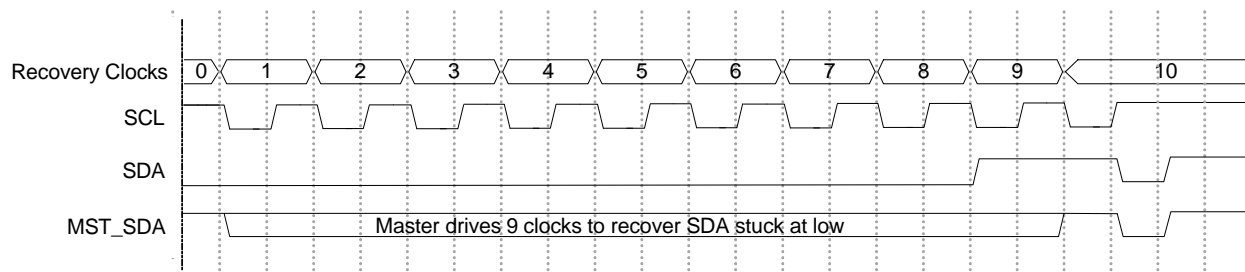 Recovery Clocks 0 1 2 3 4 5 6 7 8 9 10
SCL
SDA
MST_SDA Master drives 9 clocks to recover SDA stuck at low